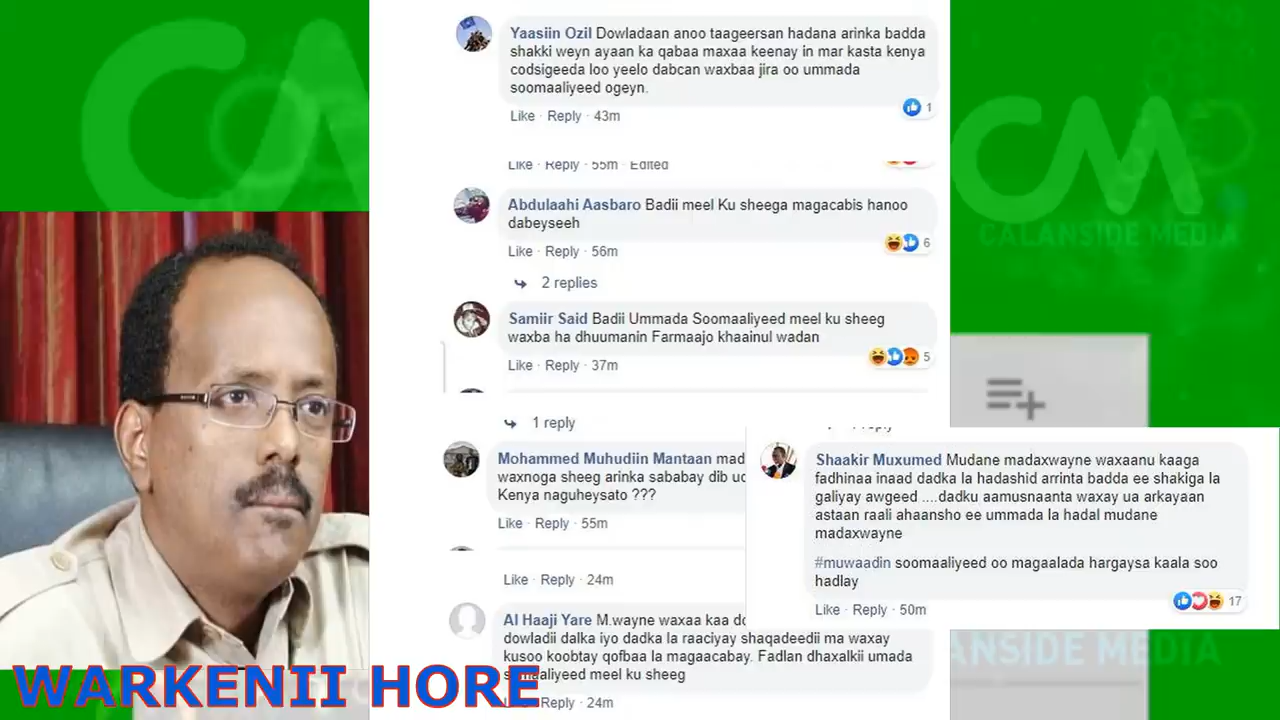 Yaasiin Ozil Dowladaan anoo taageersan hadana arinka badda
shakki weyn ayaan ka qabaa maxaa keenay in mar kasta kenya
codsigeeda loo yeelo dabcan waxbaa jira oo ummada
soomaaliyeed ogeyn.
1
Like · Reply · 43m
Like · Reply · 55m · Edited
Abdulaahi Aasbaro Badii meel Ku sheega magacabis hanoo
dabeyseeh
6
Like · Reply · 56m
2 replies
Samiir Said Badii Ummada Soomaaliyeed meel ku sheeg
waxba ha dhuumanin Farmaajo khaainul wadan
5
Like · Reply · 37m
1 reply
Mohammed Muhudiin Mantaan mad
waxnoga sheeg arinka sababay dib
Kenya naguheysato ???
Like · Reply · 55m
Like · Reply · 24m
Al Haaji Yare M.wayne waxaa kaa
dowladii dalka iyo dadka la raaciyay shaqadeedii ma waxay
kusoo koobtay qofbaa la magaacabay. Fadlan dhaxalkii umada
soomaaliyeed meel ku sheeg
Reply · 24m
Shaakir Muxumed Mudane madaxwayne waxaanu kaaga
fadhinaa inaad dadka la hadashid arrinta badda ee shakiga la
galiyay awgeed ....dadku aamusnaanta waxay ua arkayaan
astaan raali ahaansho ee ummada la hadal mudane
madaxwayne
#muwaadin soomaaliyeed oo magaalada hargaysa kaala soo
hadlay
17
Like · Reply · 50m
CM
CALANSIDE MEDIA
ANSIDE MEDIA
WARKENII HORE